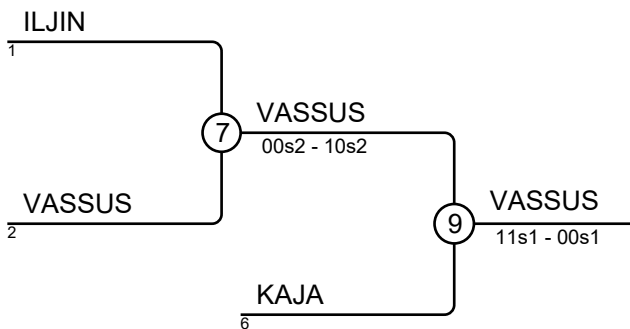 ILJIN
1
7
VASSUS
00s2 - 10s2
VASSUS
2
9
VASSUS
11s1 - 00s1
KAJA
6